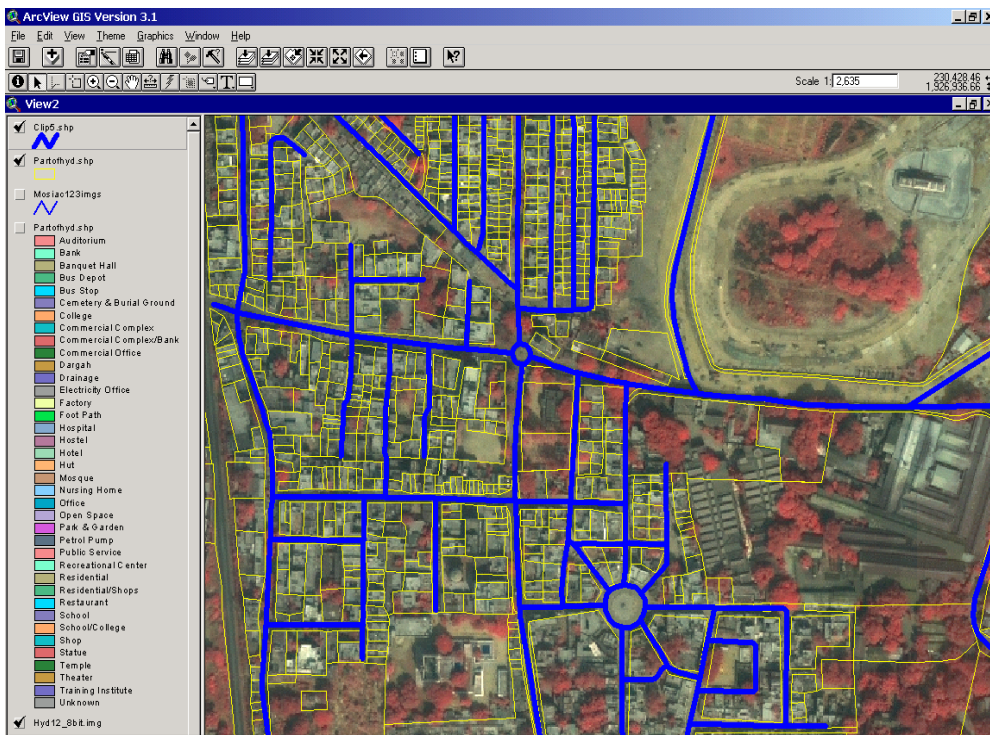 ArcView GIS Version 3.1
File Edit View Theme Graphics Window Help
Scale 1: 2,635
230,428.46
1,926,936.66
View2
Clip5.shp
Partofhyd.shp
Mosiac123imgs
Partofhyd.shp
Auditorium
Bank
Banquet Hall
Bus Depot
Bus Stop
Cemetery & Burial Ground
College
Commercial Complex
Commercial Complex/Bank
Commercial Office
Dargah
Drainage
Electricity Office
Factory
Foot Path
Hospital
Hostel
Hotel
Hut
Mosque
Nursing Home
Office
Open Space
Park & Garden
Petrol Pump
Public Service
Recreational Center
Residential
Residential/Shops
Restaurant
School
School/College
Shop
Statue
Temple
Theater
Training Institute
Unknown
Hyd12_8bit.img